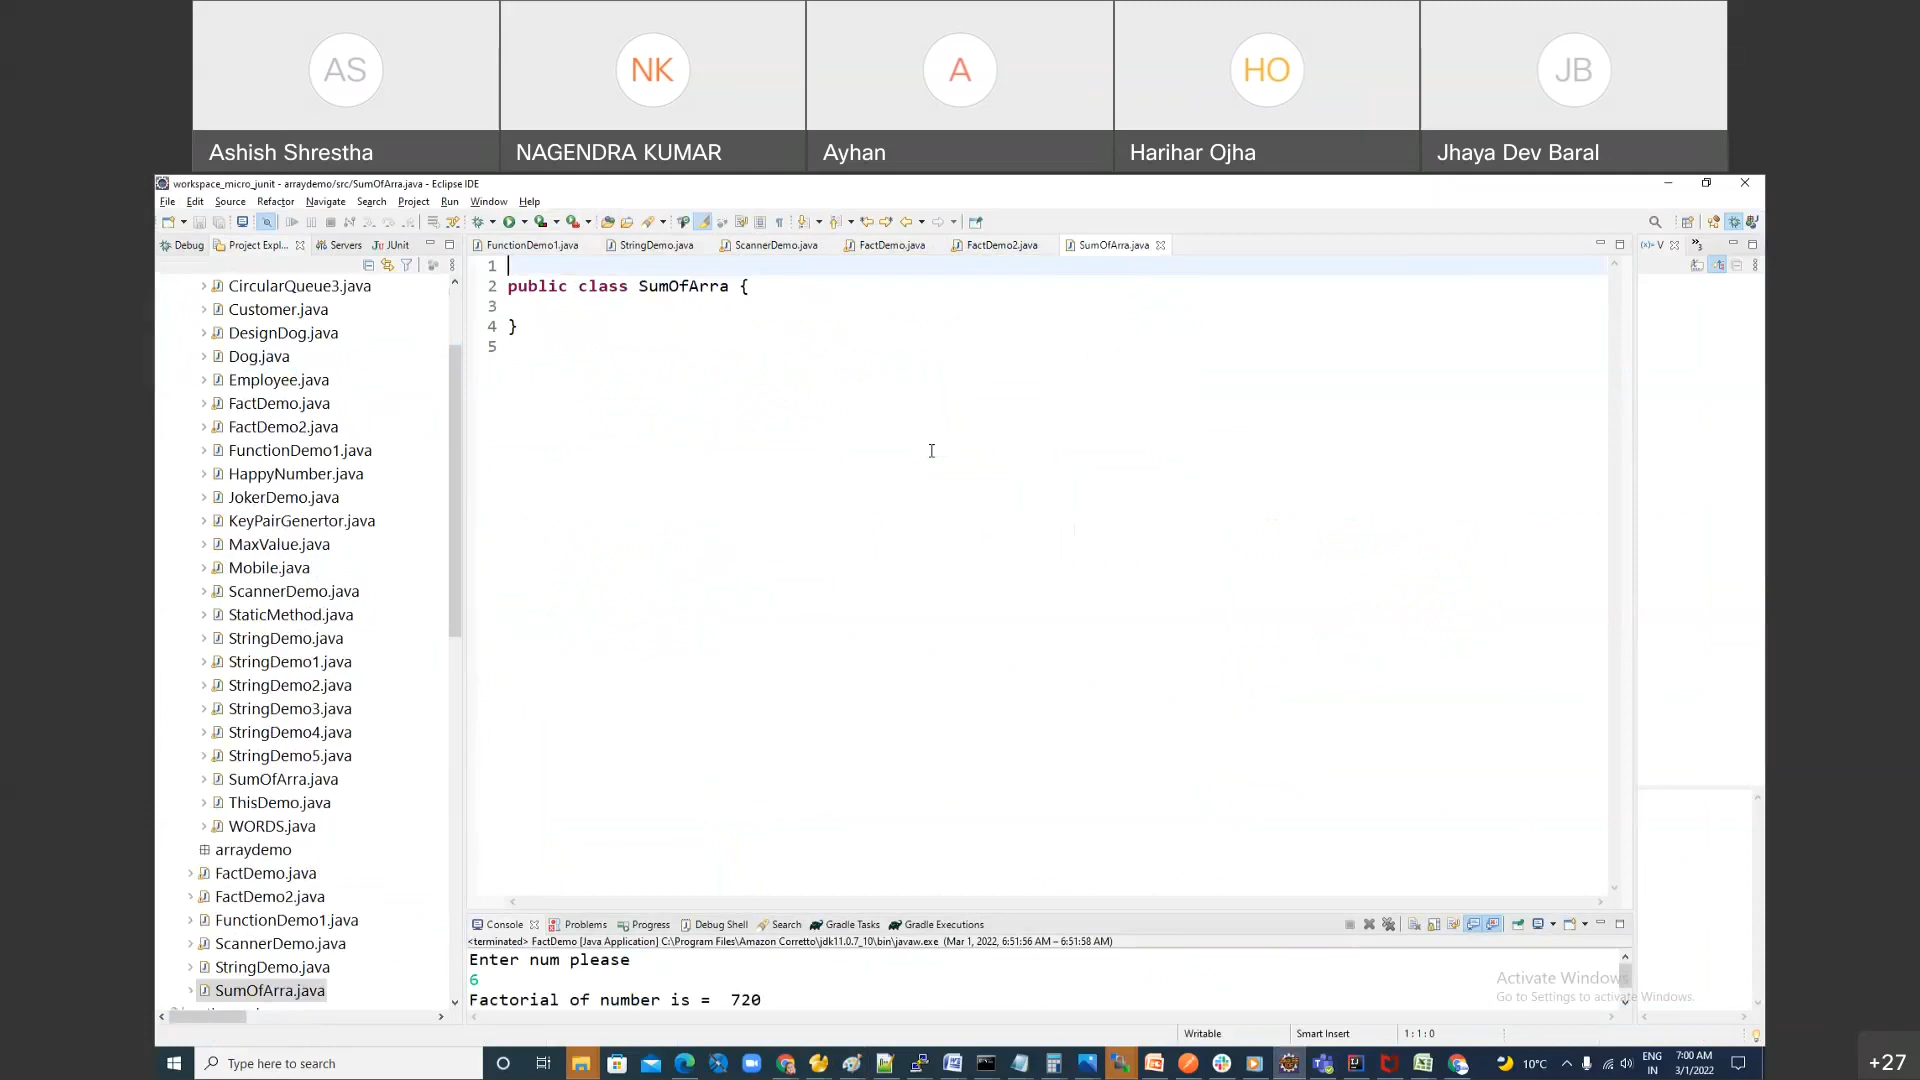 AS
NK
A
HO
JB
Ashish Shrestha
NAGENDRA KUMAR
Ayhan
Harihar Ojha
Jhaya Dev Baral
workspace_micro_junit - arraydemo/src/SumOfArra.java - Eclipse IDE
File Edit Source Refactor Navigate Search Project Run Window Help
Debug Project Expl... Servers JUnit
FunctionDemo1.java StringDemo.java ScannerDemo.java FactDemo.java FactDemo2.java SumOfArra.java
(x)= V »3
CircularQueue3.java
Customer.java
DesignDog.java
Dog.java
Employee.java
FactDemo.java
FactDemo2.java
FunctionDemo1.java
HappyNumber.java
JokerDemo.java
KeyPairGenertor.java
MaxValue.java
Mobile.java
ScannerDemo.java
StaticMethod.java
StringDemo.java
StringDemo1.java
StringDemo2.java
StringDemo3.java
StringDemo4.java
StringDemo5.java
SumOfArra.java
ThisDemo.java
WORDS.java
arraydemo
FactDemo.java
FactDemo2.java
FunctionDemo1.java
ScannerDemo.java
StringDemo.java
SumOfArra.java
1
2 public class SumOfArra {
3
4 }
5
Console Problems Progress Debug Shell Search Gradle Tasks Gradle Executions
<terminated> FactDemo [Java Application] C:\Program Files\Amazon Corretto\jdk11.0.7_10\bin\javaw.exe (Mar 1, 2022, 6:51:56 AM – 6:51:58 AM)
Enter num please
6
Factorial of number is = 720
Activate Windows
Go to Settings to activate Windows.
Writable Smart Insert 1 : 1 : 0
Type here to search
10°C ENG IN 7:00 AM 3/1/2022
+27